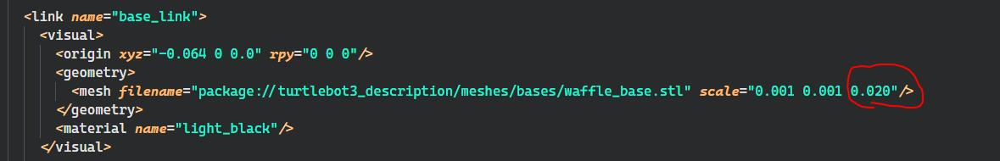 <link name="base_link">
<visual>
<origin xyz="-0.064 0 0.0" rpy="0 0 0"/>
<geometry>
<mesh filename="package://turtlebot3_description/meshes/bases/waffle_base.stl" scale="0.001 0.001 0.020"/>
</geometry>
<material name="light_black"/>
</visual>